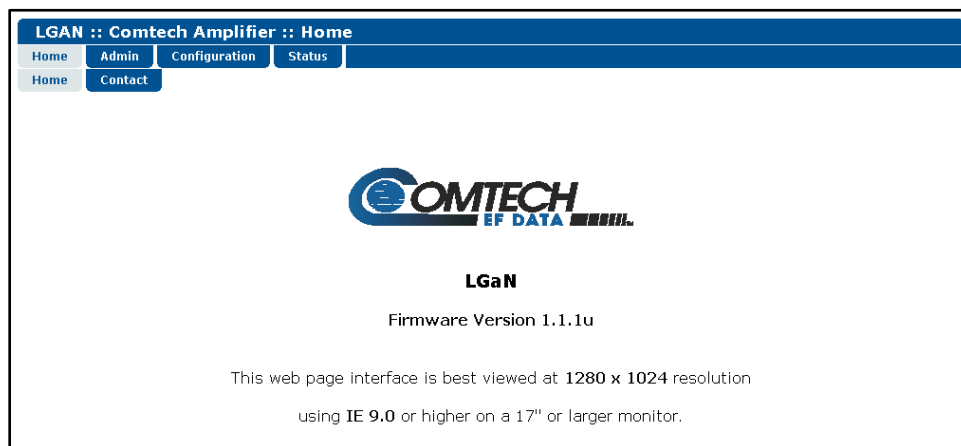 LGAN :: Comtech Amplifier :: Home
Home Admin Configuration Status
Home Contact
COMTECH
EF DATA
LGaN
Firmware Version 1.1.1u
This web page interface is best viewed at 1280 x 1024 resolution
using IE 9.0 or higher on a 17" or larger monitor.